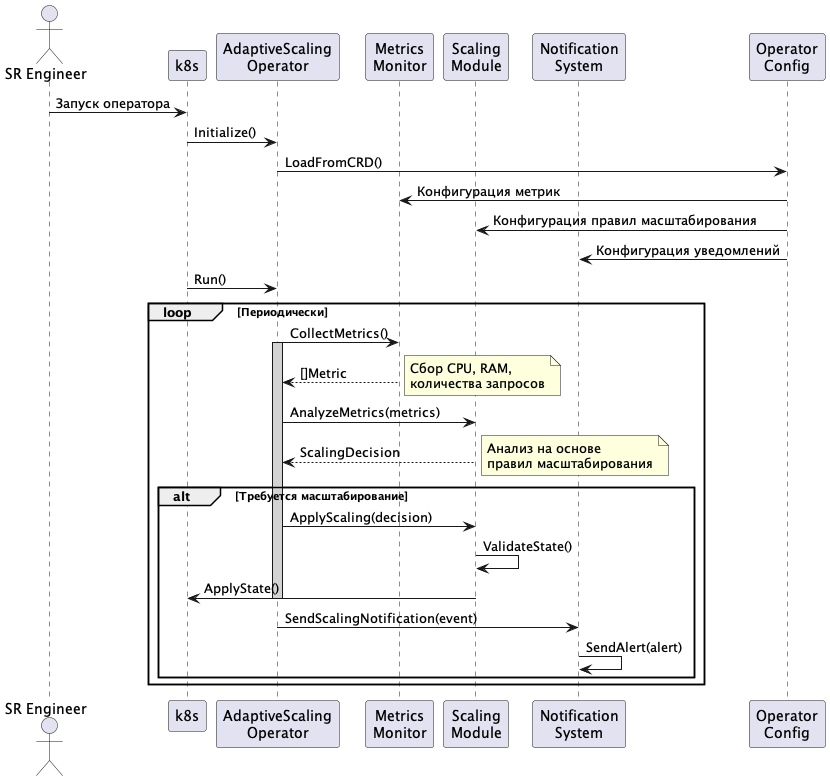 SR Engineer
k8s
AdaptiveScaling
Operator
Metrics
Monitor
Scaling
Module
Notification
System
Operator
Config
Запуск оператора
Initialize()
LoadFromCRD()
Конфигурация метрик
Конфигурация правил масштабирования
Конфигурация уведомлений
Run()
loop [Периодически]
CollectMetrics()
[]Metric
Сбор CPU, RAM,
количества запросов
AnalyzeMetrics(metrics)
ScalingDecision
Анализ на основе
правил масштабирования
alt [Требуется масштабирование]
ApplyScaling(decision)
ValidateState()
ApplyState()
SendScalingNotification(event)
SendAlert(alert)
SR Engineer
k8s
AdaptiveScaling
Operator
Metrics
Monitor
Scaling
Module
Notification
System
Operator
Config